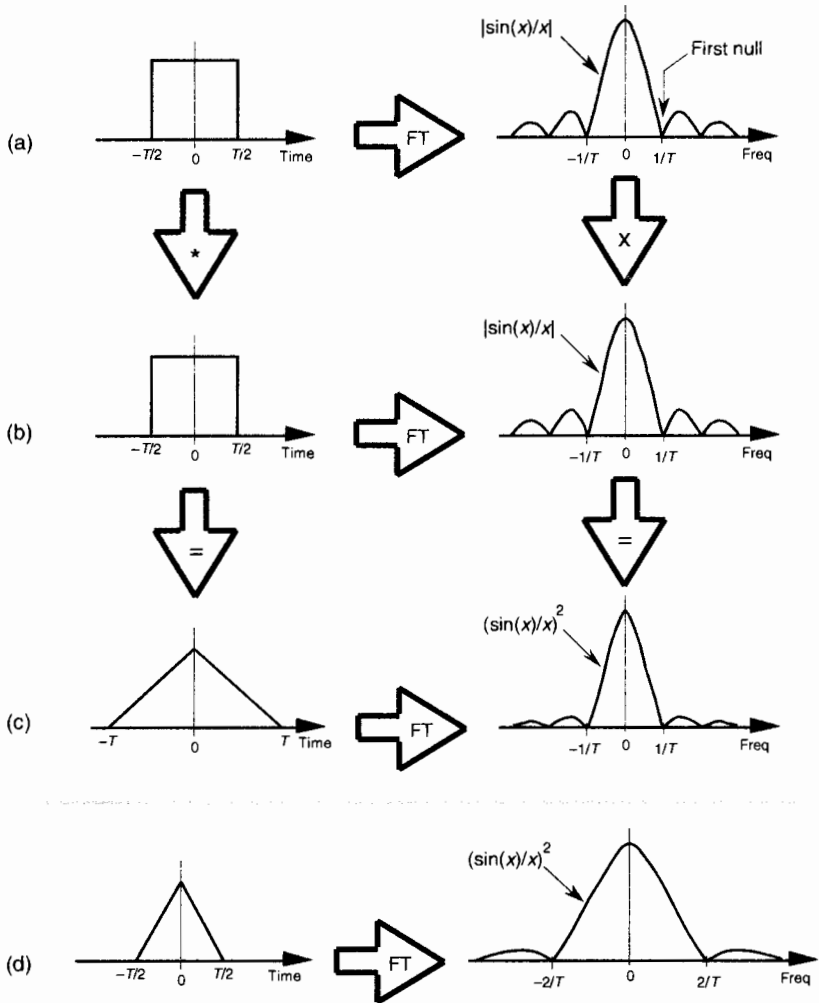 |sin(x)/x|
First null
(a)
FT
−T/2 0 T/2 Time
−1/T 0 1/T Freq
*
x
|sin(x)/x|
(b)
FT
−T/2 0 T/2 Time
−1/T 0 1/T Freq
=
=
(sin(x)/x)²
(c)
FT
−T 0 T Time
−1/T 0 1/T Freq
(sin(x)/x)²
(d)
FT
−T/2 0 T/2 Time
−2/T 0 2/T Freq